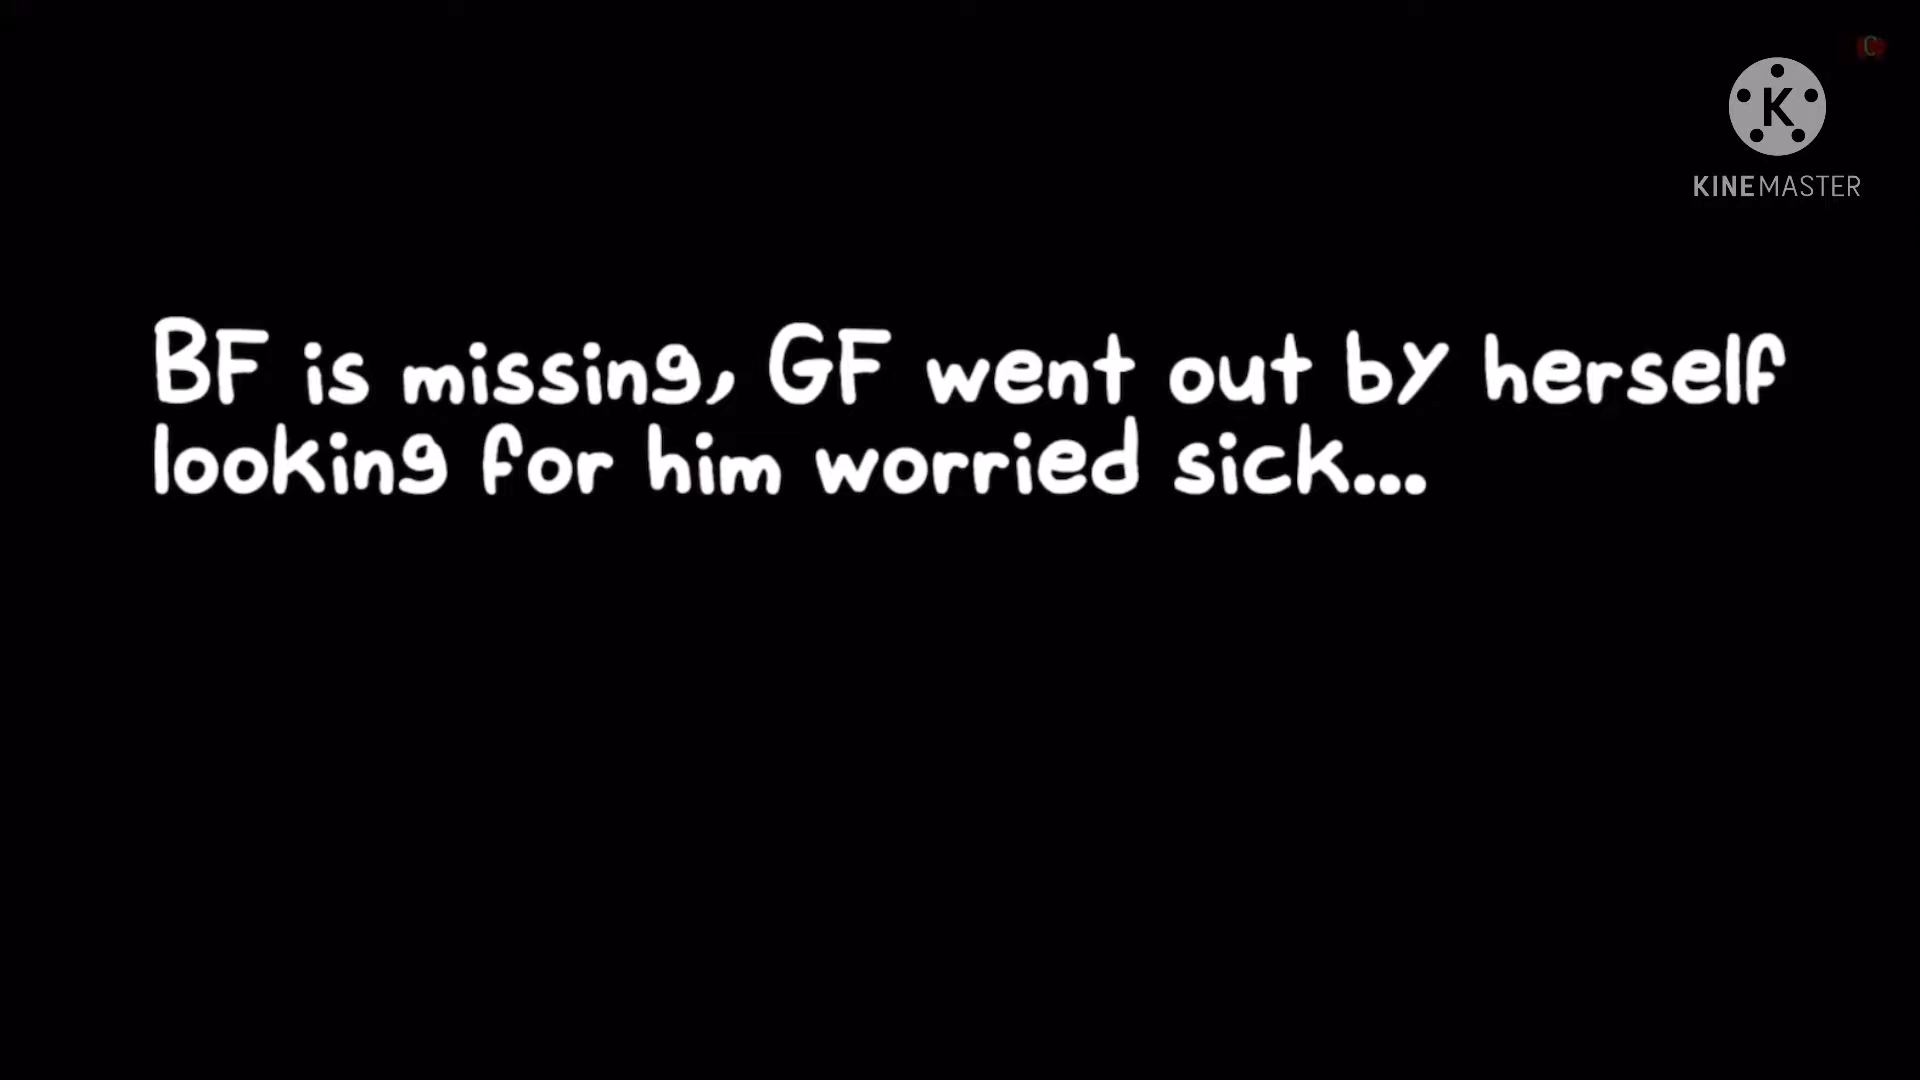 C
K
KINEMASTER
BF is missing, GF went out by herself
looking for him worried sick...